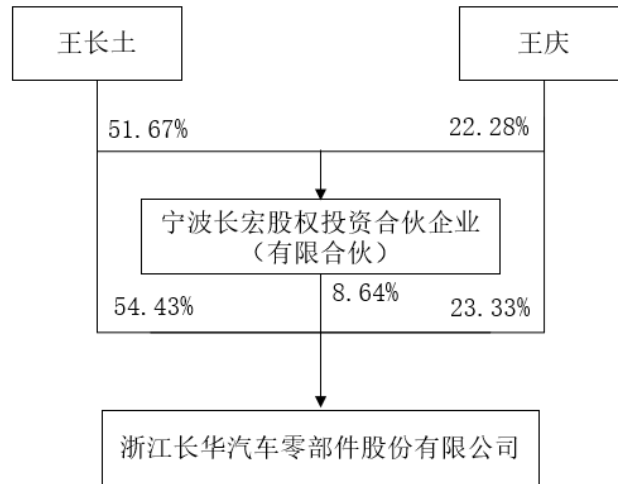 王长土
王庆
51.67%
22.28%
宁波长宏股权投资合伙企业
（有限合伙）
8.64%
54.43%
23.33%
浙江长华汽车零部件股份有限公司